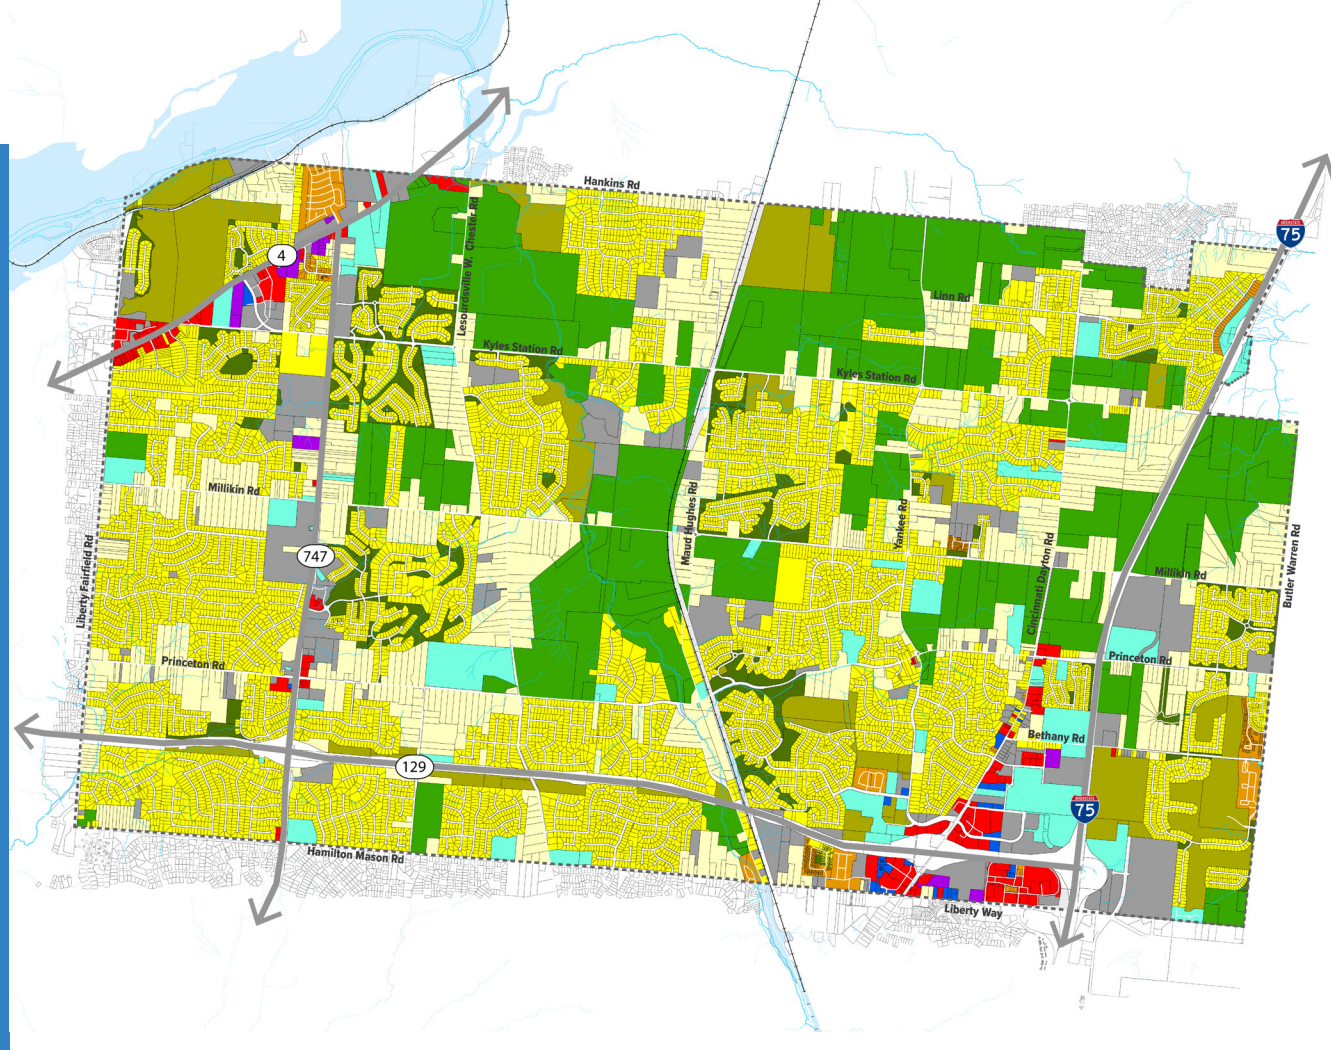 Hankins Rd
INTERSTATE
75
4
Lesourdsville W. Chester Rd
Linn Rd
Kyles Station Rd
Kyles Station Rd
Millikin Rd
Maud Hughes Rd
Yankee Rd
Liberty Fairfield Rd
747
Cincinnati Dayton Rd
Millikin Rd
Butler Warren Rd
Princeton Rd
Princeton Rd
Bethany Rd
129
INTERSTATE
75
Hamilton Mason Rd
Liberty Way